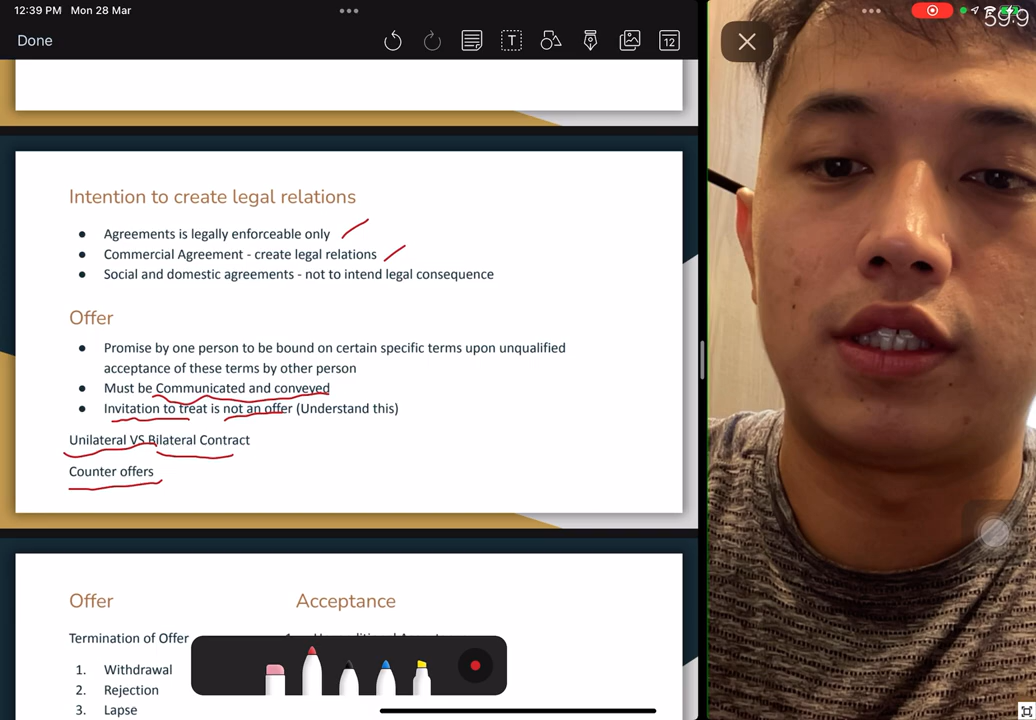 12:39 PM Mon 28 Mar
Done
T
12
59.9
Intention to create legal relations
Agreements is legally enforceable only
Commercial Agreement - create legal relations
Social and domestic agreements - not to intend legal consequence
Offer
Promise by one person to be bound on certain specific terms upon unqualified
acceptance of these terms by other person
Must be Communicated and conveyed
Invitation to treat is not an offer (Understand this)
Unilateral VS Bilateral Contract
Counter offers
Offer
Acceptance
Termination of Offer
1. Withdrawal
2. Rejection
3. Lapse